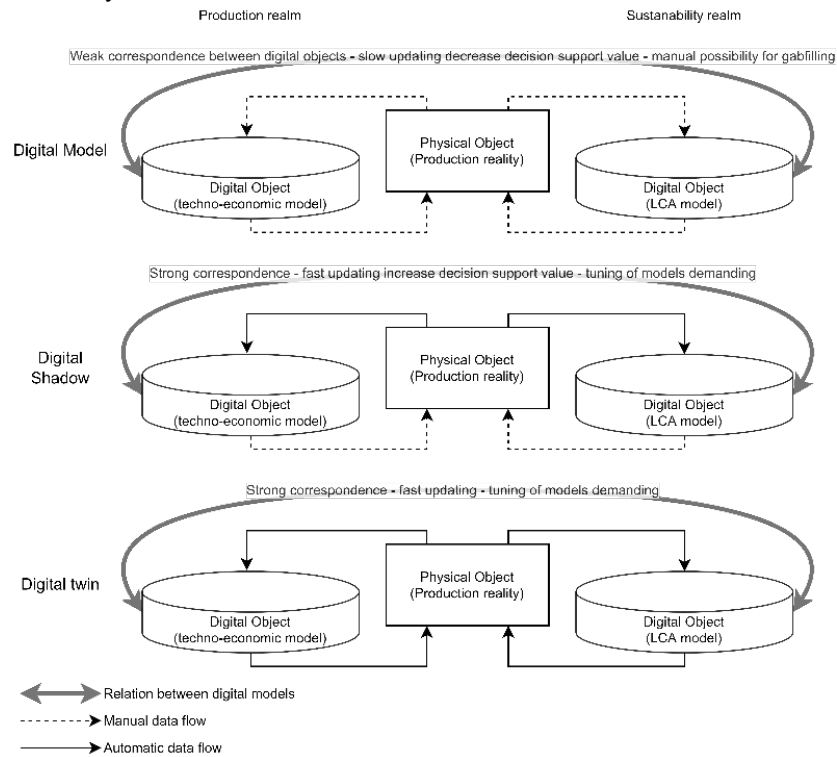 Production realm
Sustanability realm
Weak correspondence between digital objects - slow updating decrease decision support value - manual possibility for gabfilling
Digital Model
Physical Object
(Production reality)
Digital Object
(techno-economic model)
Digital Object
(LCA model)
Strong correspondence - fast updating increase decision support value - tuning of models demanding
Digital
Shadow
Physical Object
(Production reality)
Digital Object
(techno-economic model)
Digital Object
(LCA model)
Strong correspondence - fast updating - tuning of models demanding
Digital twin
Physical Object
(Production reality)
Digital Object
(techno-economic model)
Digital Object
(LCA model)
Relation between digital models
Manual data flow
Automatic data flow